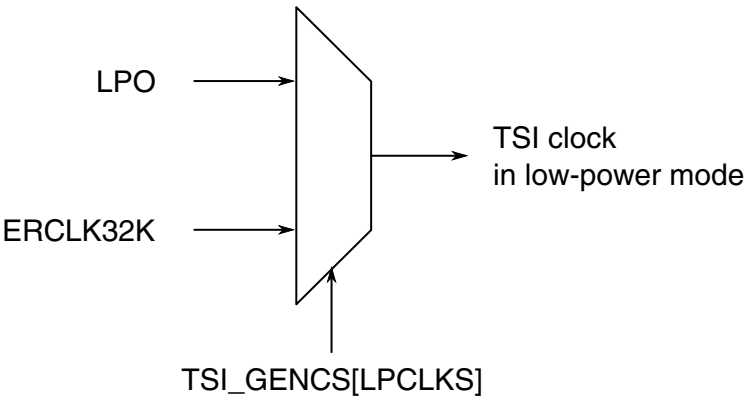 LPO
TSI clock
in low-power mode
ERCLK32K
TSI_GENCS[LPCLKS]